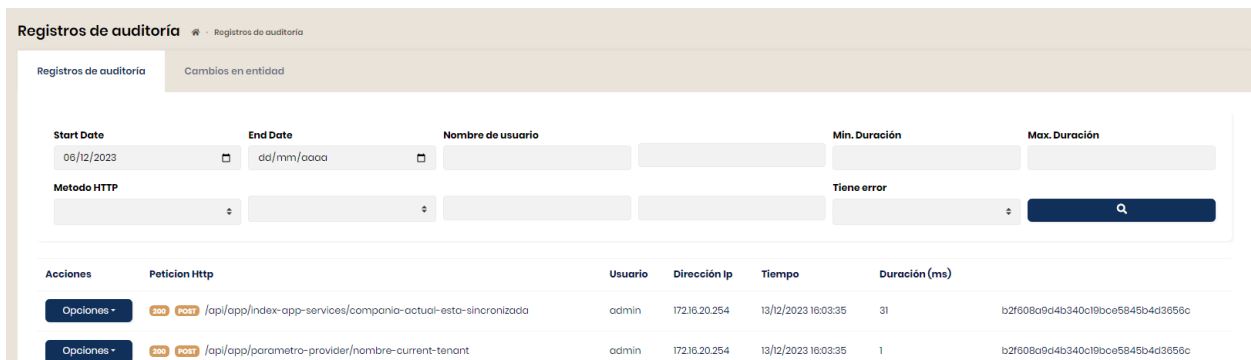 Registros de auditoría Registros de auditoria
Registros de auditoría Cambios en entidad
Start Date End Date Nombre de usuario Min. Duración Max. Duración
06/12/2023 dd/mm/aaaa
Metodo HTTP Tiene error
Acciones Peticion Http Usuario Dirección Ip Tiempo Duración (ms)
Opciones 200 POST /api/app/index-app-services/compania-actual-esta-sincronizada admin 172.16.20.254 13/12/2023 16:03:35 31 b2f608a9d4b340c19bce5845b4d3656c
Opciones 200 POST /api/app/parametro-provider/nombre-current-tenant admin 172.16.20.254 13/12/2023 16:03:35 1 b2f608a9d4b340c19bce5845b4d3656c